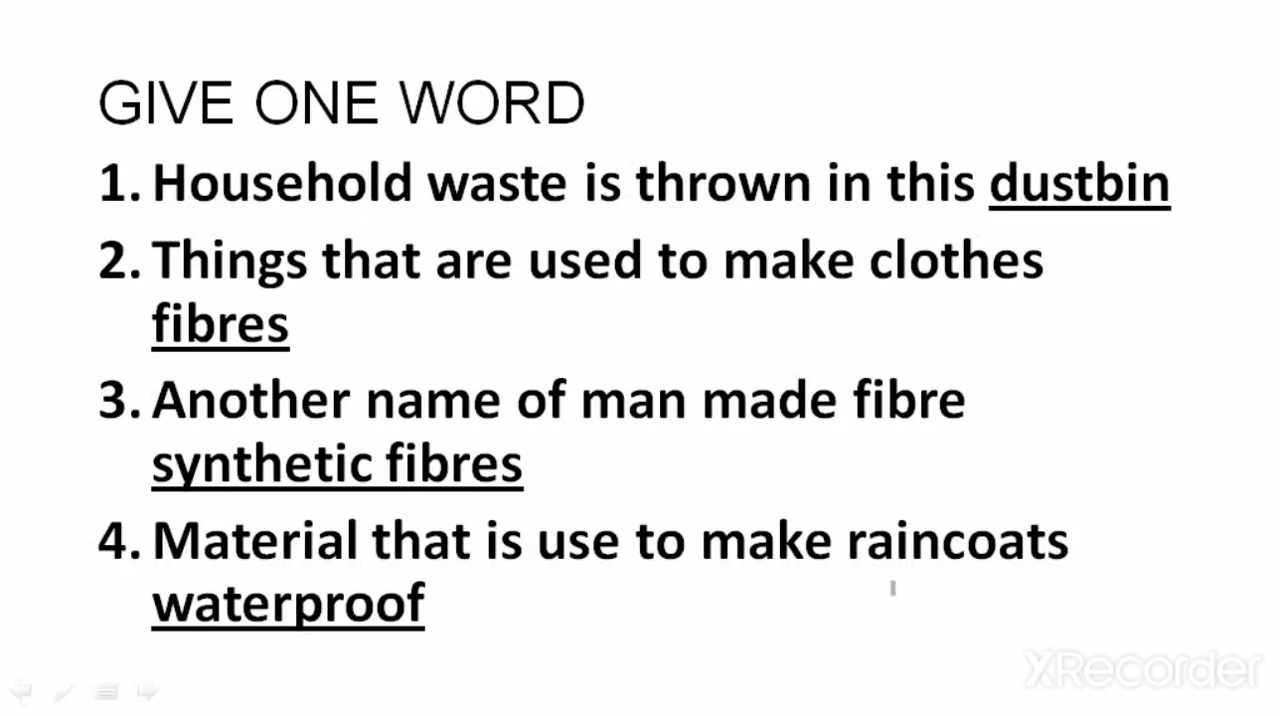 GIVE ONE WORD
1. Household waste is thrown in this dustbin
2. Things that are used to make clothes
fibres
3. Another name of man made fibre
synthetic fibres
4. Material that is use to make raincoats
waterproof
XRecorder